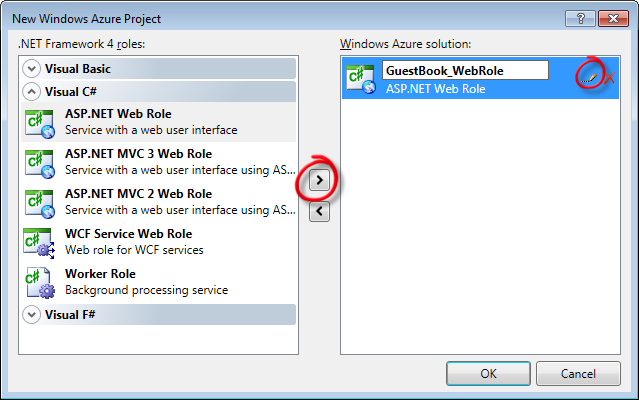 New Windows Azure Project
.NET Framework 4 roles:
Windows Azure solution:
Visual Basic
Visual C#
ASP.NET Web Role
Service with a web user interface
ASP.NET MVC 3 Web Role
Service with a web user interface using AS...
ASP.NET MVC 2 Web Role
Service with a web user interface using AS...
WCF Service Web Role
Web role for WCF services
Worker Role
Background processing service
Visual F#
GuestBook_WebRole
ASP.NET Web Role
OK
Cancel